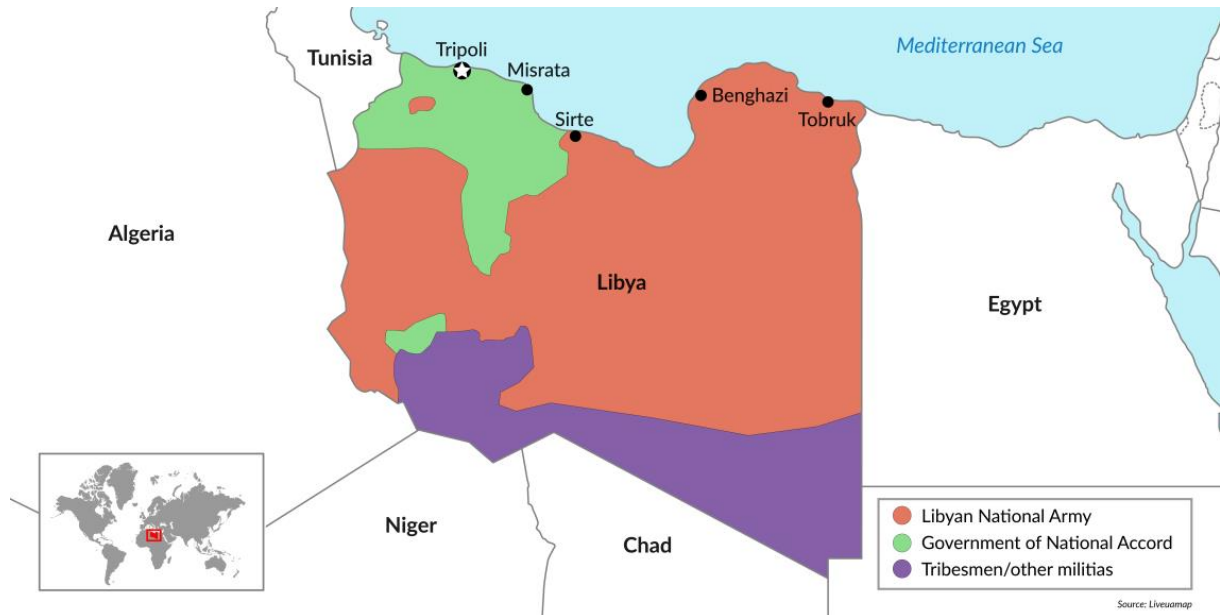 Mediterranean Sea
Tunisia
Tripoli
Misrata
Sirte
Benghazi
Tobruk
Algeria
Libya
Egypt
Niger
Chad
Libyan National Army
Government of National Accord
Tribesmen/other militias
Source: Liveuamap